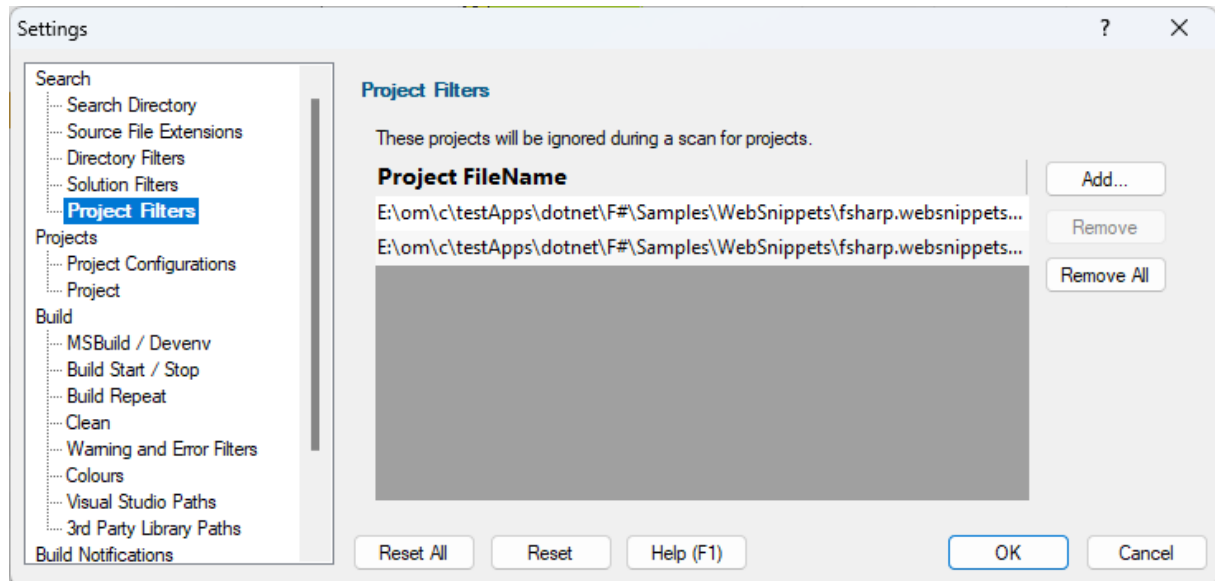 Settings
?
Search
Search Directory
Source File Extensions
Directory Filters
Solution Filters
Project Filters
Projects
Project Configurations
Project
Build
MSBuild / Devenv
Build Start / Stop
Build Repeat
Clean
Warning and Error Filters
Colours
Visual Studio Paths
3rd Party Library Paths
Build Notifications
Project Filters
These projects will be ignored during a scan for projects.
Project FileName
E:\om\c\testApps\dotnet\F#\Samples\WebSnippets\fsharp.websnippets...
E:\om\c\testApps\dotnet\F#\Samples\WebSnippets\fsharp.websnippets...
Add...
Remove
Remove All
Reset All
Reset
Help (F1)
OK
Cancel